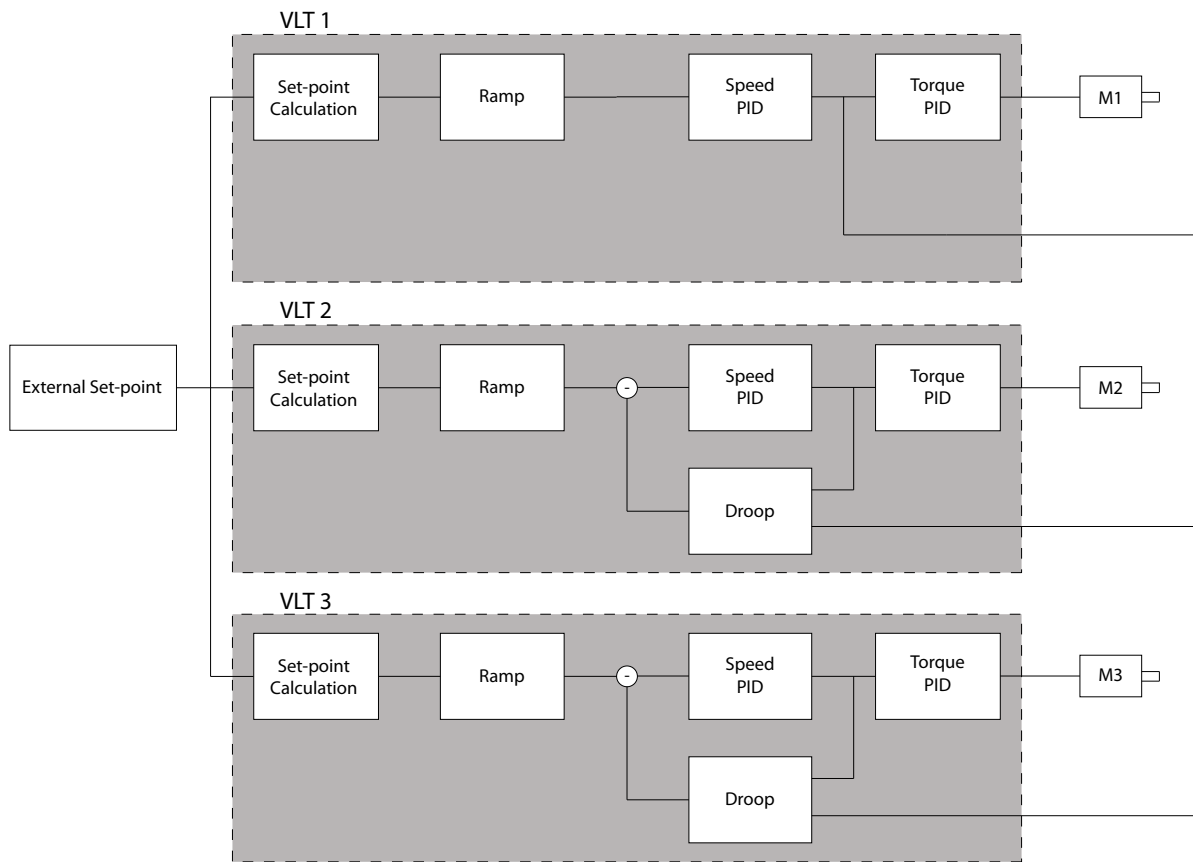 VLT 1
Set-point
Calculation
Ramp
Speed
PID
Torque
PID
M1
VLT 2
External Set-point
Set-point
Calculation
Ramp
-
Speed
PID
Torque
PID
M2
Droop
VLT 3
Set-point
Calculation
Ramp
-
Speed
PID
Torque
PID
M3
Droop